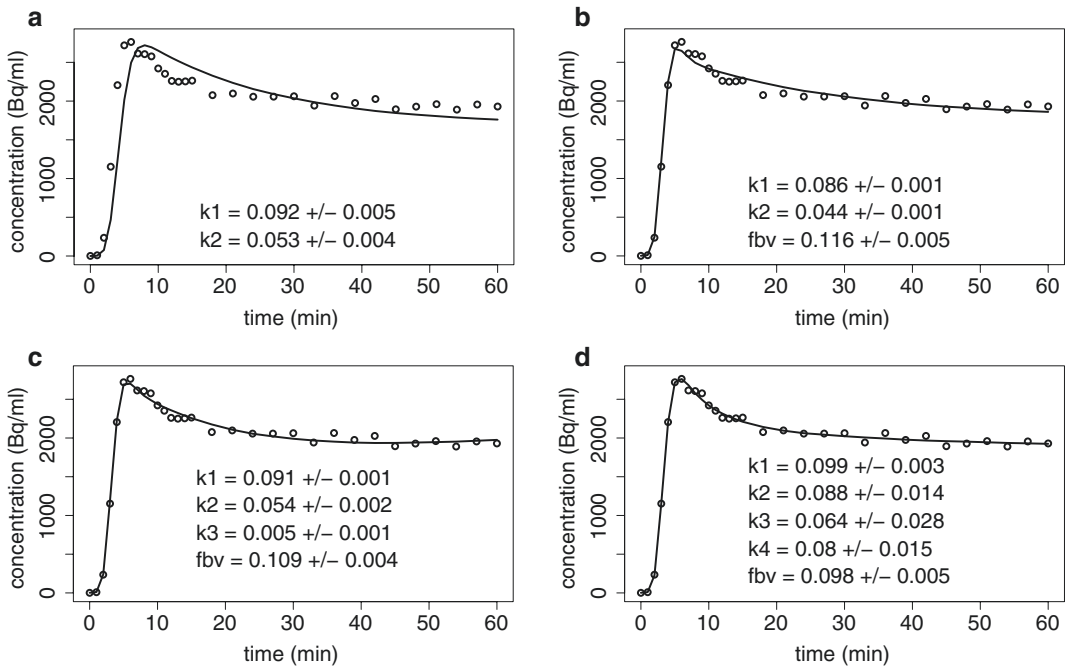 a
concentration (Bq/ml)
0
1000
2000
k1 = 0.092 +/− 0.005
k2 = 0.053 +/− 0.004
0 10 20 30 40 50 60
time (min)
b
concentration (Bq/ml)
0
1000
2000
k1 = 0.086 +/− 0.001
k2 = 0.044 +/− 0.001
fbv = 0.116 +/− 0.005
0 10 20 30 40 50 60
time (min)
c
concentration (Bq/ml)
0
1000
2000
k1 = 0.091 +/− 0.001
k2 = 0.054 +/− 0.002
k3 = 0.005 +/− 0.001
fbv = 0.109 +/− 0.004
0 10 20 30 40 50 60
time (min)
d
concentration (Bq/ml)
0
1000
2000
k1 = 0.099 +/− 0.003
k2 = 0.088 +/− 0.014
k3 = 0.064 +/− 0.028
k4 = 0.08 +/− 0.015
fbv = 0.098 +/− 0.005
0 10 20 30 40 50 60
time (min)